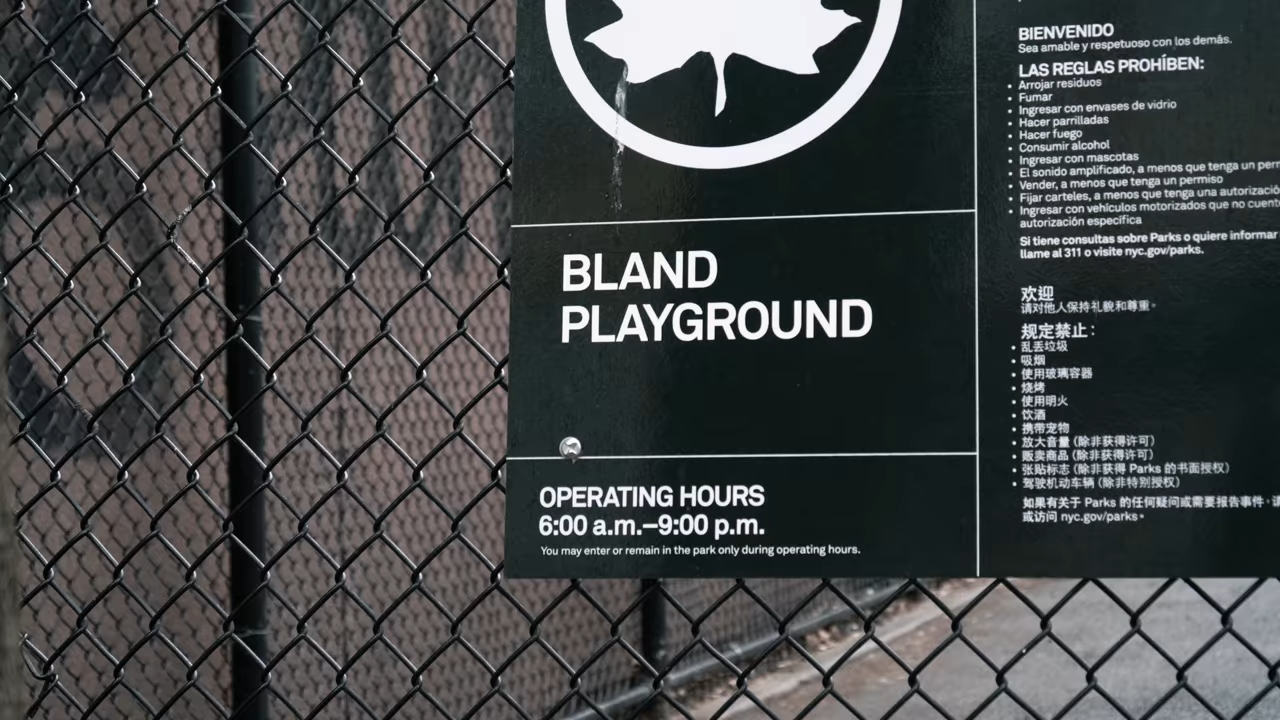 BLAND
PLAYGROUND
OPERATING HOURS
6:00 a.m.–9:00 p.m.
You may enter or remain in the park only during operating hours.
BIENVENIDO
Sea amable y respetuoso con los demás.
LAS REGLAS PROHÍBEN:
• Arrojar residuos
• Fumar
• Ingresar con envases de vidrio
• Hacer parrilladas
• Hacer fuego
• Consumir alcohol
• Ingresar con mascotas
• El sonido amplificado, a menos que tenga un
• Vender, a menos que tenga un permiso
• Fijar carteles, a menos que tenga una
• Ingresar con vehículos motorizados que no
autorización específica
Si tiene consultas sobre Parks o quiere informar
llame al 311 o visite nyc.gov/parks.
欢迎
请对他人保持礼貌和尊重。
规定禁止：
• 乱丢垃圾
• 吸烟
• 使用玻璃容器
• 烧烤
• 使用明火
• 饮酒
• 携带宠物
• 放大音量（除非获得许可）
• 贩卖商品（除非获得许可）
• 张贴标志（除非获得 Parks 的书面授权）
• 驾驶机动车辆（除非特别授权）
如果有关于 Parks 的任何疑问或需要报告事件，
或访问 nyc.gov/parks。